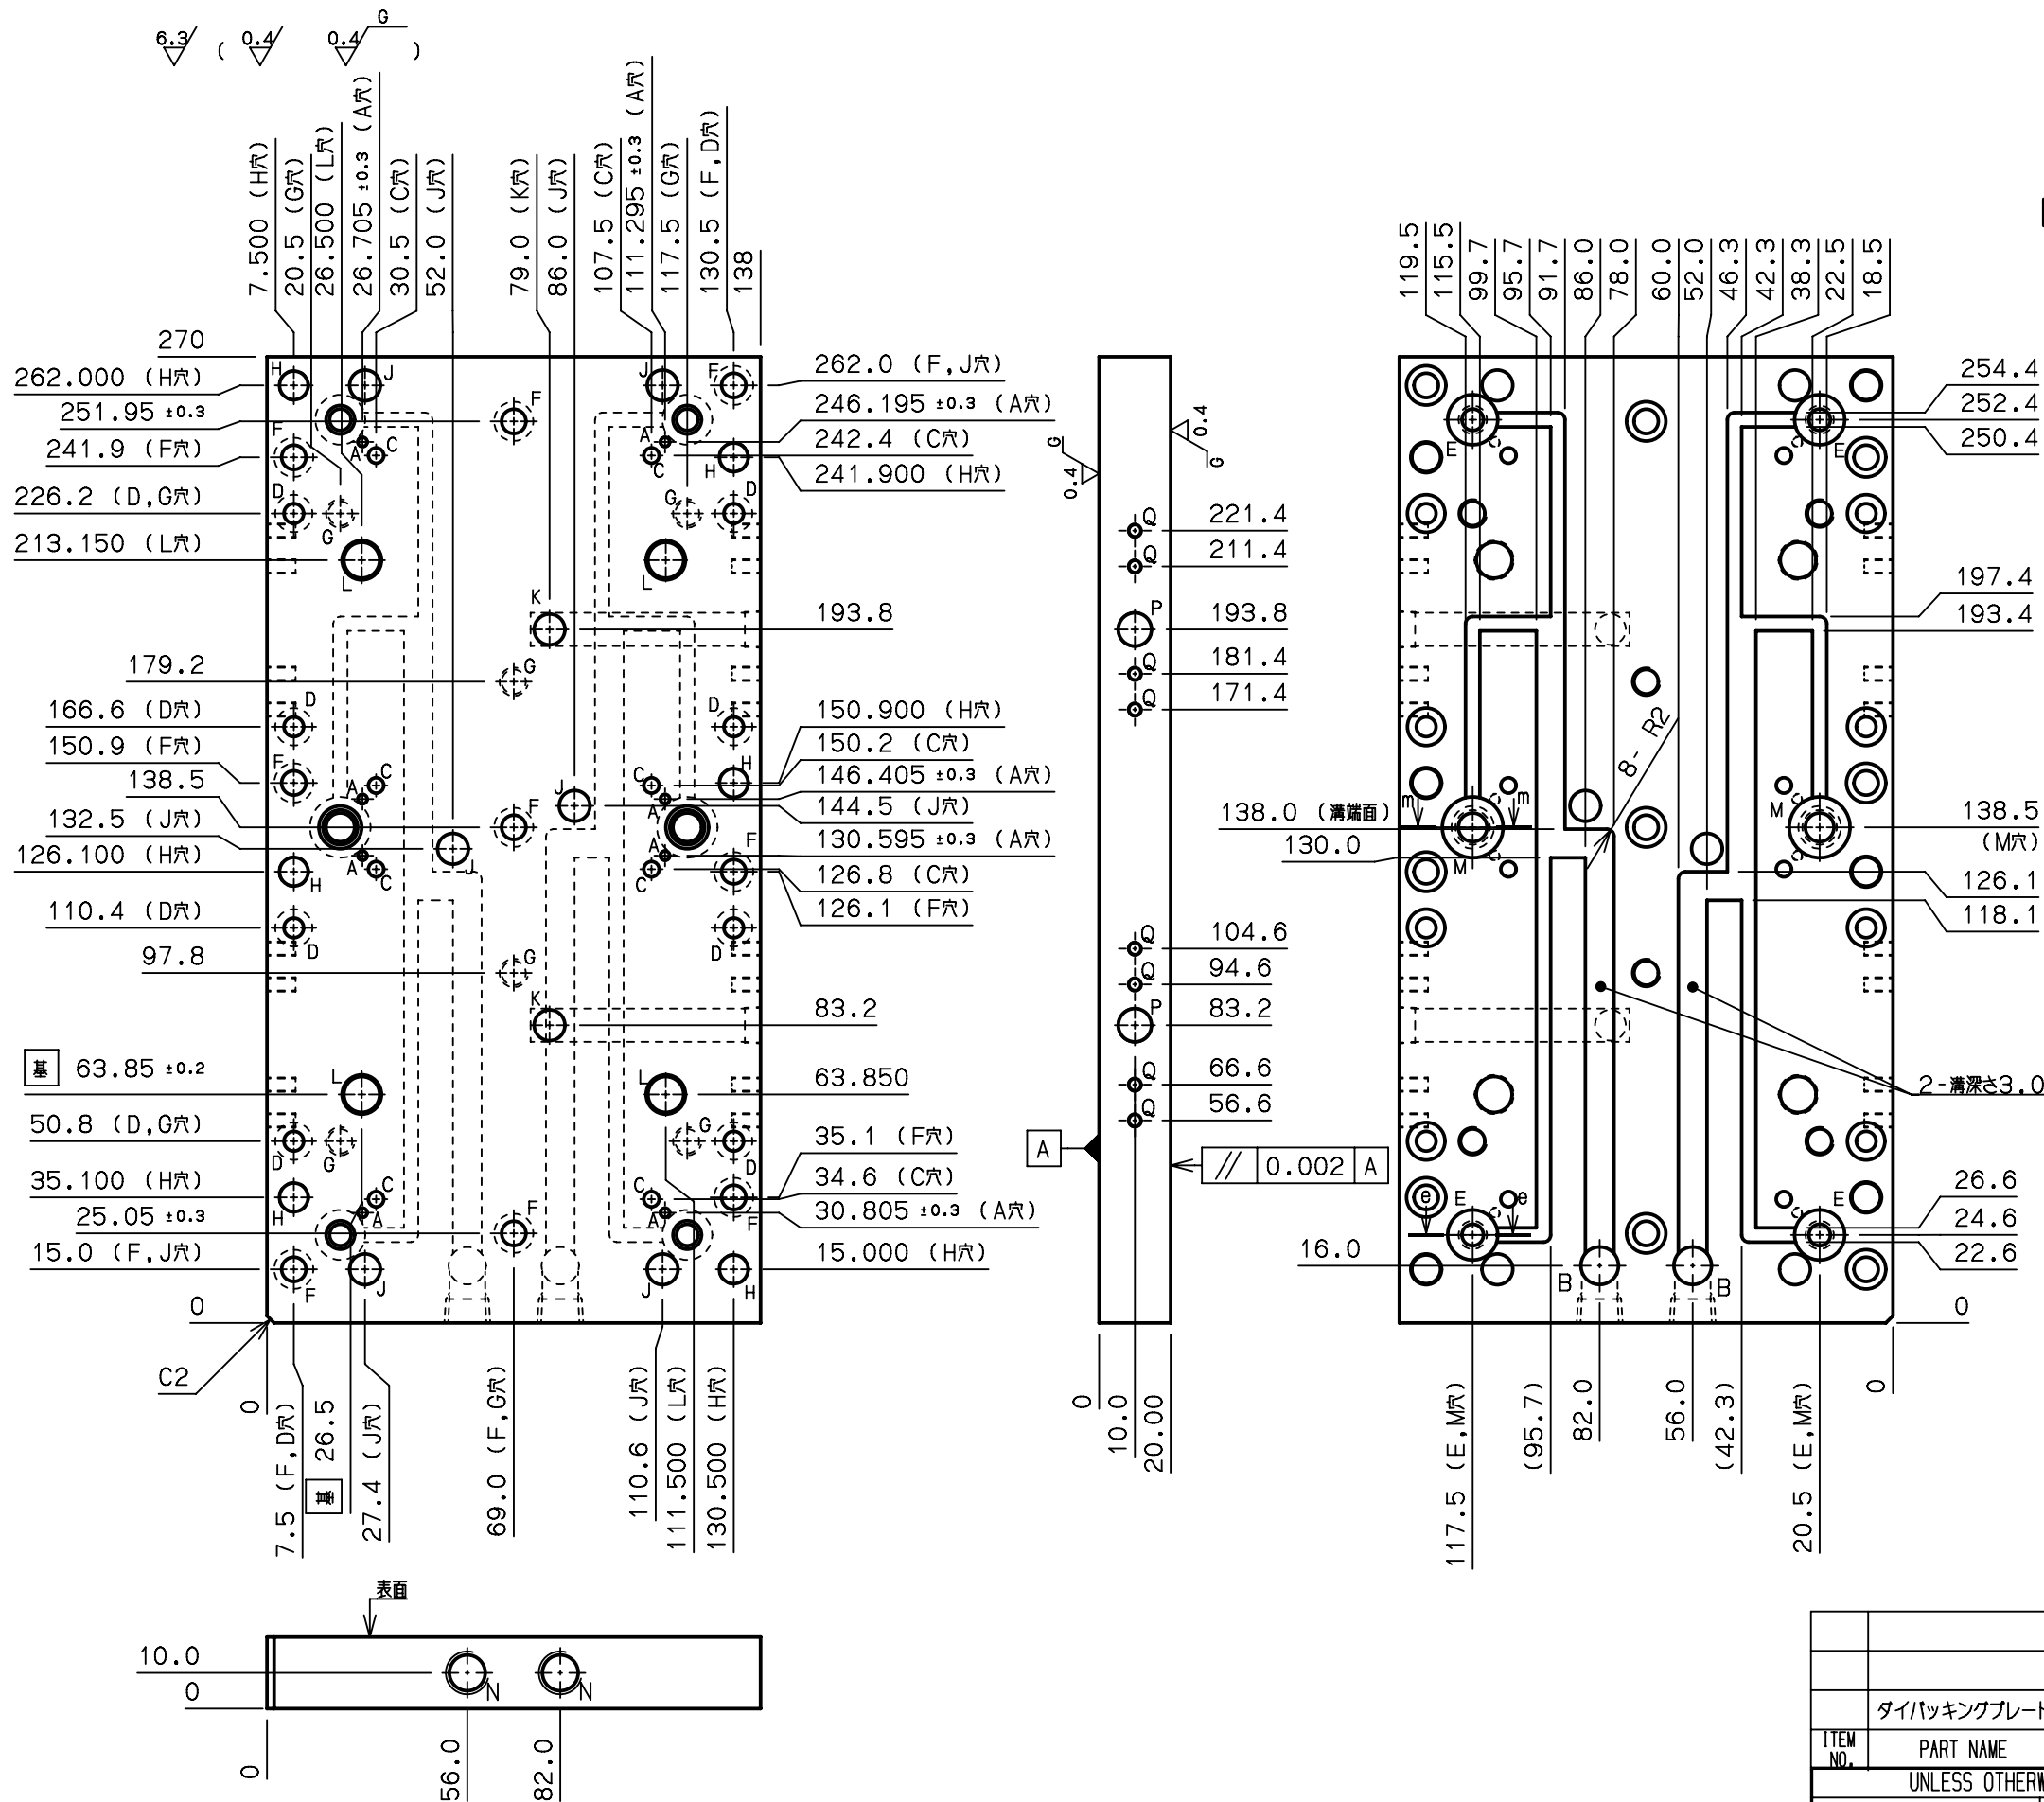 6.3 ( 0.4 0.4 G )
7.500 (H穴)
20.5 (G穴)
26.500 (L穴)
26.705 ±0.3 (A穴)
30.5 (C穴)
52.0 (J穴)
79.0 (K穴)
86.0 (J穴)
107.5 (C穴)
111.295 ±0.3 (A穴)
117.5 (G穴)
130.5 (F,D穴)
138
270
262.000 (H穴)
251.95 ±0.3
241.9 (F穴)
226.2 (D,G穴)
213.150 (L穴)
179.2
166.6 (D穴)
150.9 (F穴)
138.5
132.5 (J穴)
126.100 (H穴)
110.4 (D穴)
97.8
基 63.85 ±0.2
50.8 (D,G穴)
35.100 (H穴)
25.05 ±0.3
15.0 (F,J穴)
0
C2
H J J F
F
F A C A C H
D G G D
L L
K
G
D D
F A C C A H
J F
A C A C F
H J
D D
G
K
L L
D G G D
H C A C A F
F
F J J H
262.0 (F,J穴)
246.195 ±0.3 (A穴)
242.4 (C穴)
241.900 (H穴)
193.8
150.900 (H穴)
150.2 (C穴)
146.405 ±0.3 (A穴)
144.5 (J穴)
130.595 ±0.3 (A穴)
126.8 (C穴)
126.1 (F穴)
83.2
63.850
35.1 (F穴)
34.6 (C穴)
30.805 ±0.3 (A穴)
15.000 (H穴)
0
7.5 (F,D穴)
基 26.5
27.4 (J穴)
69.0 (F,G穴)
110.6 (J穴)
111.500 (L穴)
130.500 (H穴)
G 0.4
0.4 G
Q 221.4
Q 211.4
P 193.8
Q 181.4
Q 171.4
Q 104.6
Q 94.6
P 83.2
Q 66.6
Q 56.6
A
// 0.002 A
0
10.0
20.00
119.5
115.5
99.7
95.7
91.7
86.0
78.0
60.0
52.0
46.3
42.3
38.3
22.5
18.5
254.4
252.4
250.4
197.4
193.4
138.5
(M穴)
126.1
118.1
2-溝深さ3.0
26.6
24.6
22.6
0
E E
8- R2
138.0 (溝端面)
130.0
m m
M M
e E e E
16.0
B B
117.5 (E,M穴)
(95.7)
82.0
56.0
(42.3)
20.5 (E,M穴)
0
表面
10.0
0
N N
0
56.0
82.0
ダイバッキングプレート
ITEM NO.
PART NAME
UNLESS OTHERW